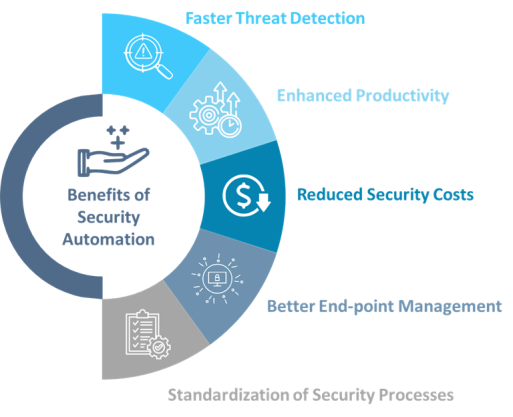 Faster Threat Detection
Enhanced Productivity
Benefits of
Security
Automation
Reduced Security Costs
Better End-point Management
Standardization of Security Processes